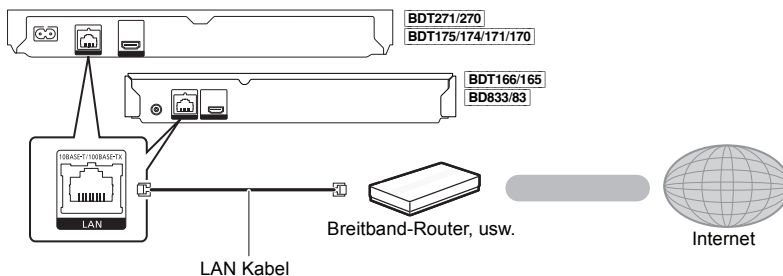 BDT271/270
BDT175/174/171/170
BDT166/165
BD833/83
10BASE-T/100BASE-TX
LAN
Breitband-Router, usw.
Internet
LAN Kabel